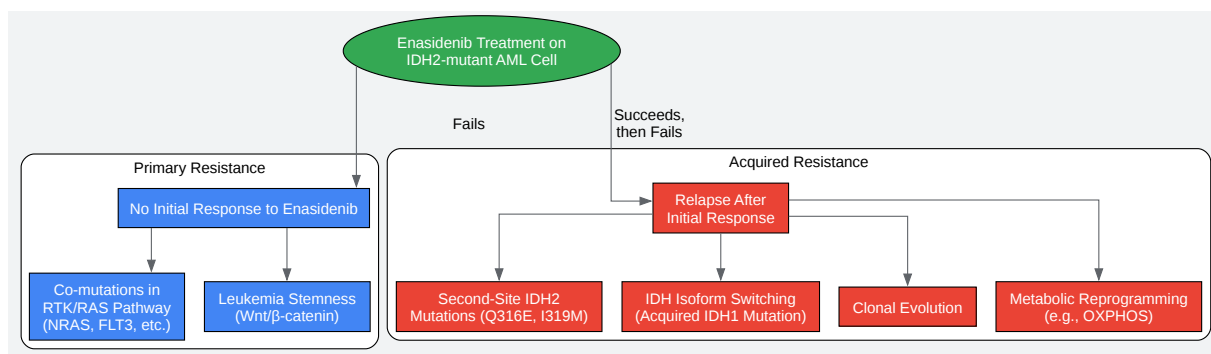 Enasidenib Treatment on
IDH2-mutant AML Cell
Fails
Succeeds,
then Fails
Primary Resistance
No Initial Response to Enasidenib
Co-mutations in
RTK/RAS Pathway
(NRAS, FLT3, etc.)
Leukemia Stemness
(Wnt/β-catenin)
Acquired Resistance
Relapse After
Initial Response
Second-Site IDH2
Mutations (Q316E, I319M)
IDH Isoform Switching
(Acquired IDH1 Mutation)
Clonal Evolution
Metabolic Reprogramming
(e.g., OXPHOS)